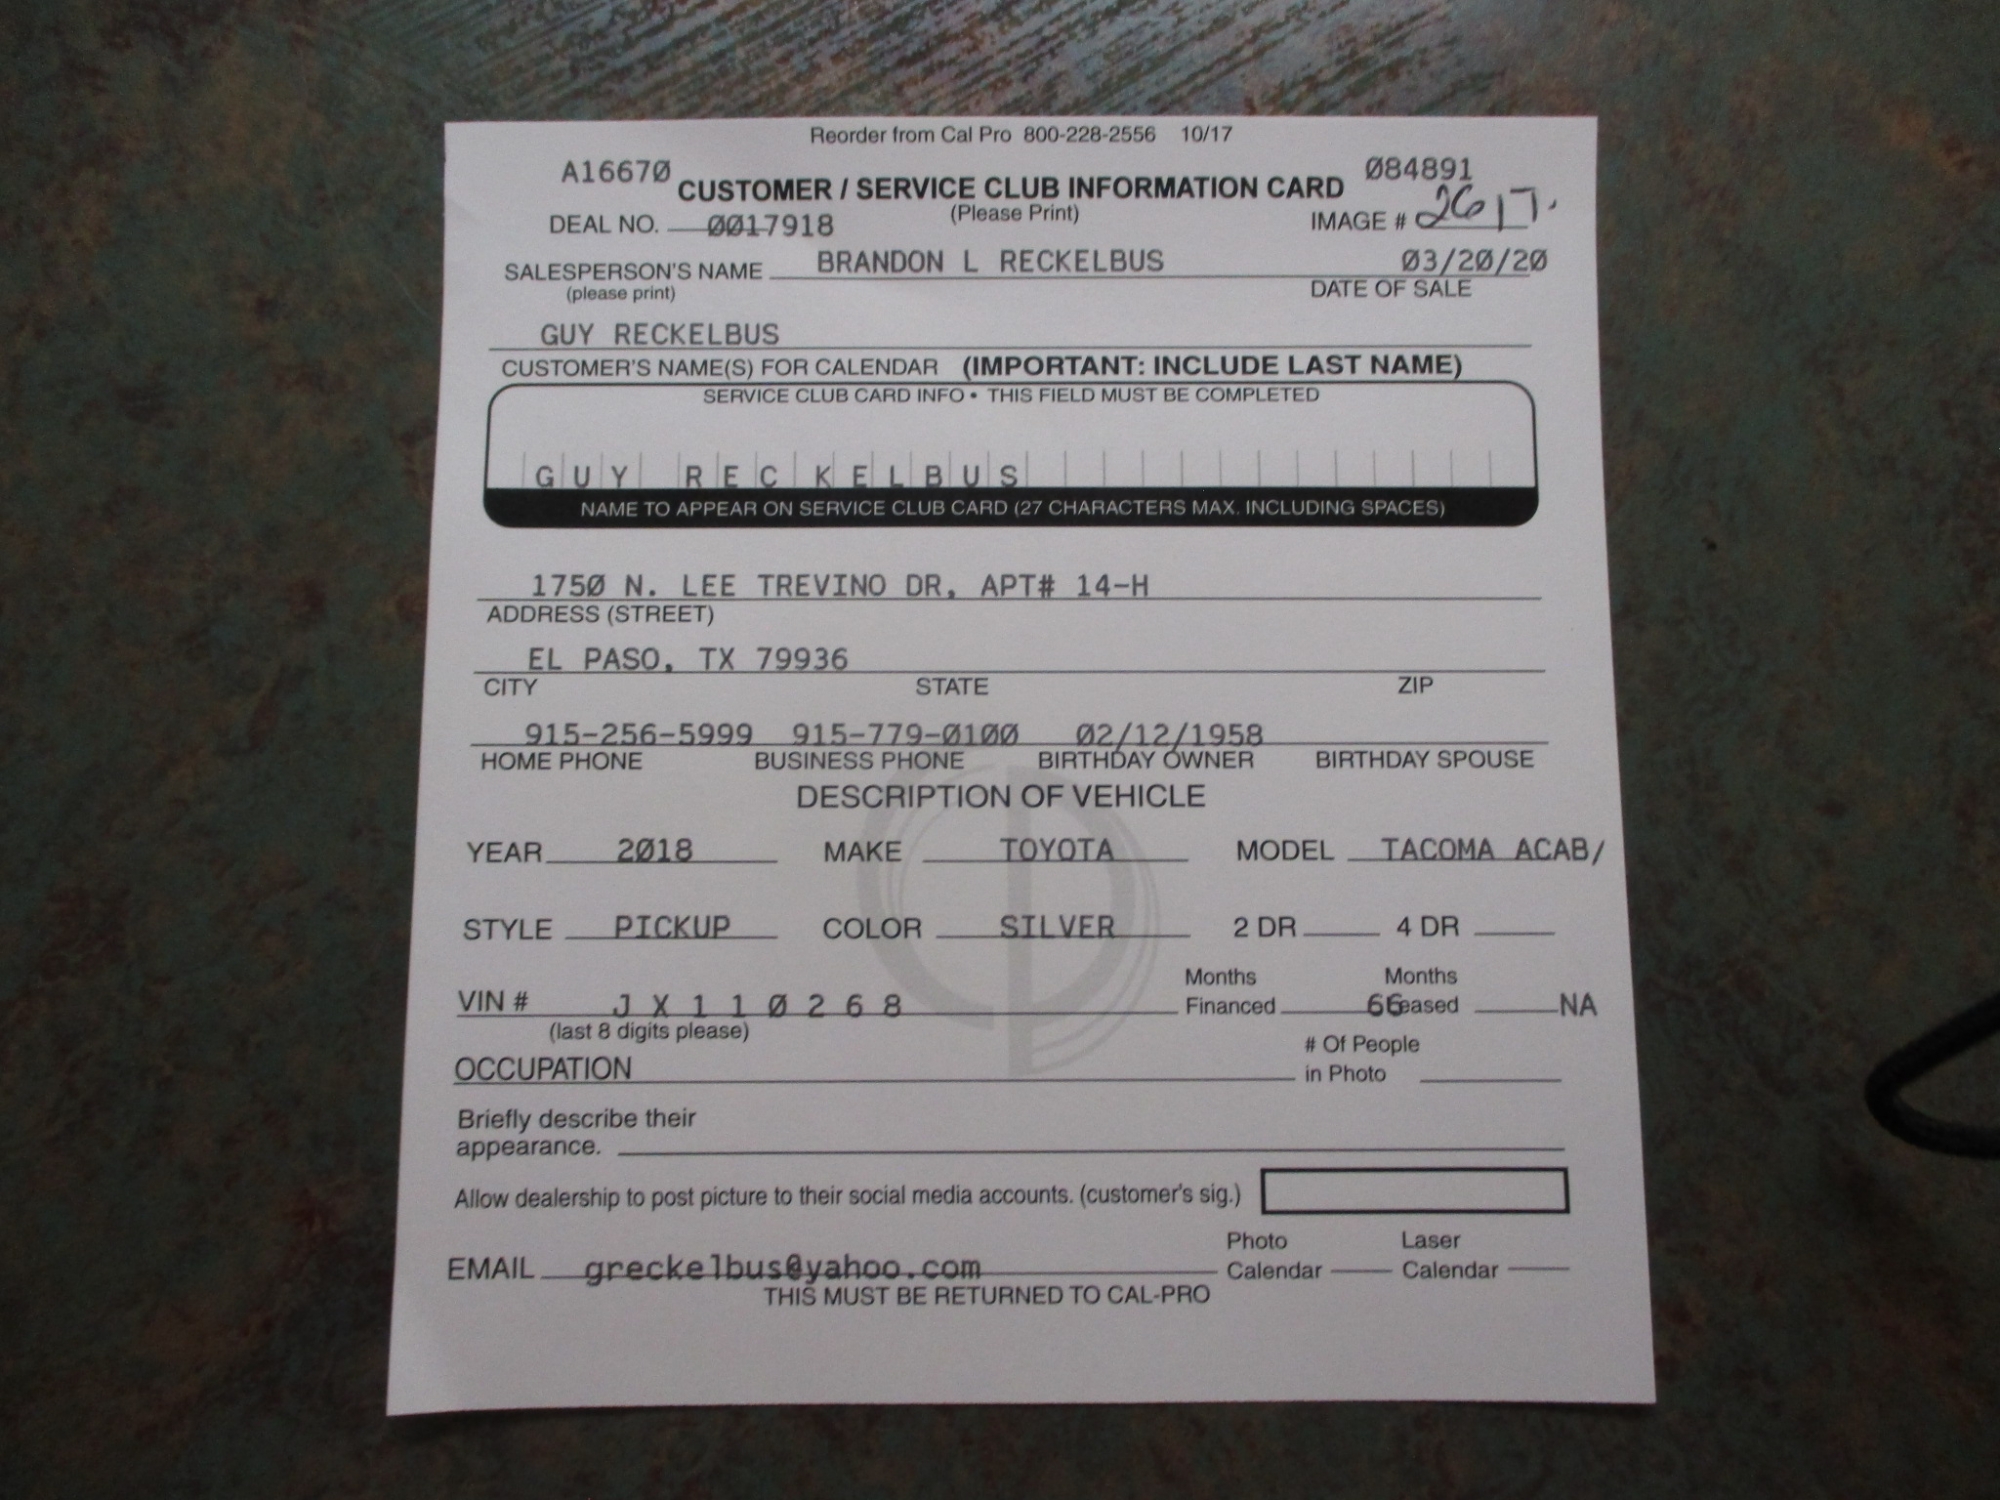 Reorder from Cal Pro 800-228-2556 10/17
A16670 084891
CUSTOMER / SERVICE CLUB INFORMATION CARD
(Please Print)
DEAL NO. 0017918 IMAGE # 2617.
SALESPERSON'S NAME BRANDON L RECKELBUS 03/20/20
(please print) DATE OF SALE
GUY RECKELBUS
CUSTOMER'S NAME(S) FOR CALENDAR (IMPORTANT: INCLUDE LAST NAME)
SERVICE CLUB CARD INFO • THIS FIELD MUST BE COMPLETED
GUY RECKELBUS
NAME TO APPEAR ON SERVICE CLUB CARD (27 CHARACTERS MAX. INCLUDING SPACES)
1750 N. LEE TREVINO DR, APT# 14-H
ADDRESS (STREET)
EL PASO, TX 79936
CITY STATE ZIP
915-256-5999 915-779-0100 02/12/1958
HOME PHONE BUSINESS PHONE BIRTHDAY OWNER BIRTHDAY SPOUSE
DESCRIPTION OF VEHICLE
YEAR 2018 MAKE TOYOTA MODEL TACOMA ACAB/
STYLE PICKUP COLOR SILVER 2 DR 4 DR
Months Months
VIN # JX110268 Financed 66 Leased NA
(last 8 digits please)
OCCUPATION # Of People
in Photo
Briefly describe their
appearance.
Allow dealership to post picture to their social media accounts. (customer's sig.)
Photo Laser
EMAIL greckelbus@yahoo.com Calendar Calendar
THIS MUST BE RETURNED TO CAL-PRO